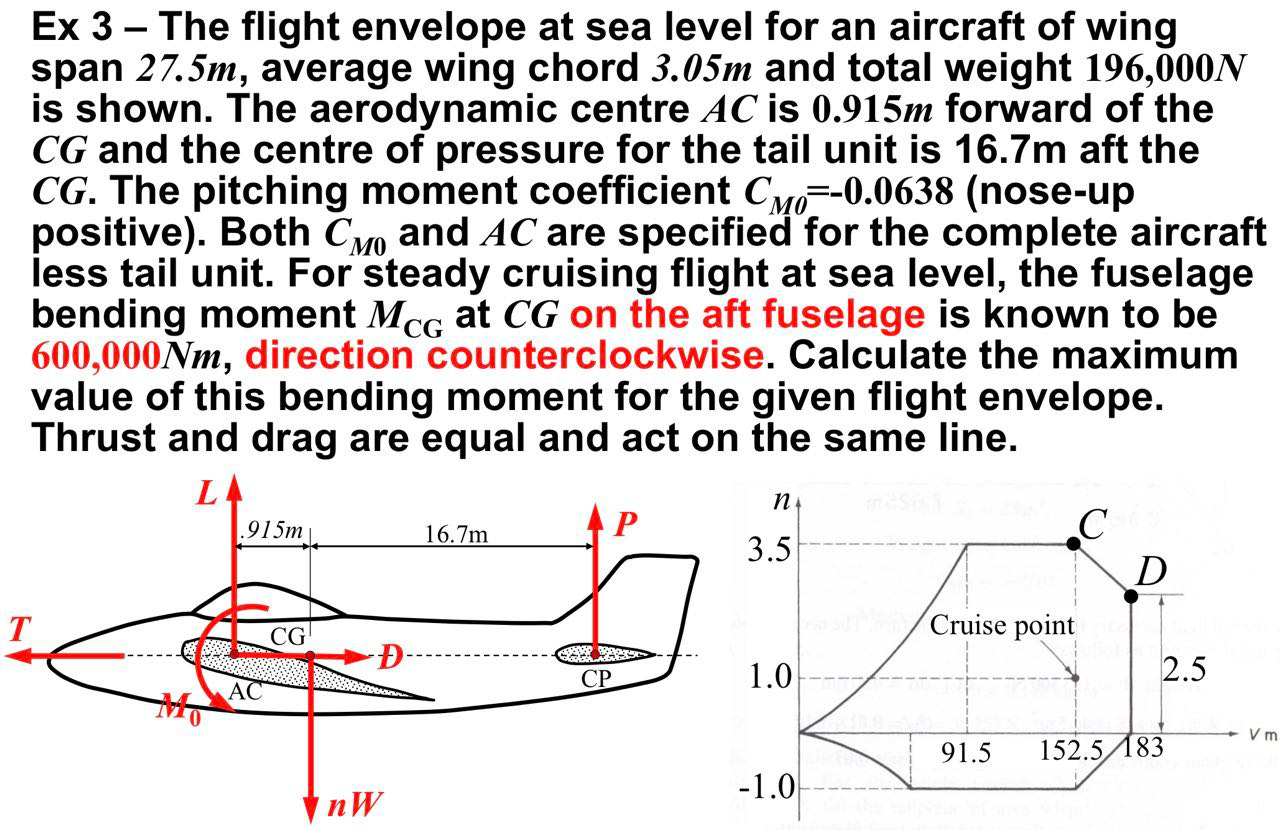 Ex 3 – The flight envelope at sea level for an aircraft of wing
span 27.5m, average wing chord 3.05m and total weight 196,000N
is shown. The aerodynamic centre AC is 0.915m forward of the
CG and the centre of pressure for the tail unit is 16.7m aft the
CG. The pitching moment coefficient CM0=-0.0638 (nose-up
positive). Both CM0 and AC are specified for the complete aircraft
less tail unit. For steady cruising flight at sea level, the fuselage
bending moment MCG at CG on the aft fuselage is known to be
600,000Nm, direction counterclockwise. Calculate the maximum
value of this bending moment for the given flight envelope.
Thrust and drag are equal and act on the same line.
L
.915m
16.7m
P
T
CG
D
AC
CP
M0
nW
n
C
3.5
D
Cruise point
1.0
2.5
91.5
152.5
183
V m
-1.0